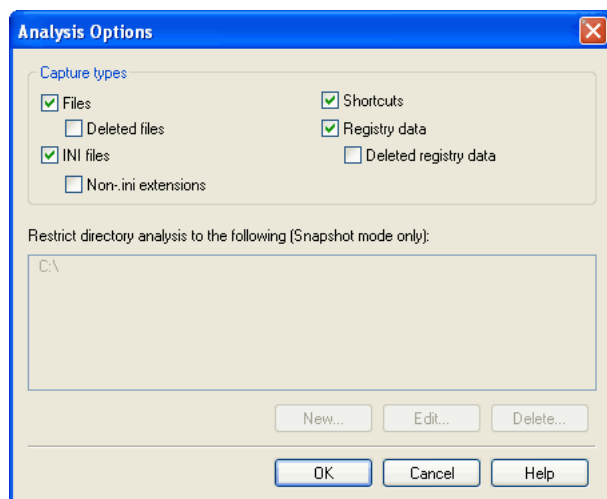 Analysis Options
Capture types
Files
Shortcuts
Deleted files
Registry data
INI files
Deleted registry data
Non-.ini extensions
Restrict directory analysis to the following (Snapshot mode only):
C:\
New... Edit... Delete...
OK Cancel Help